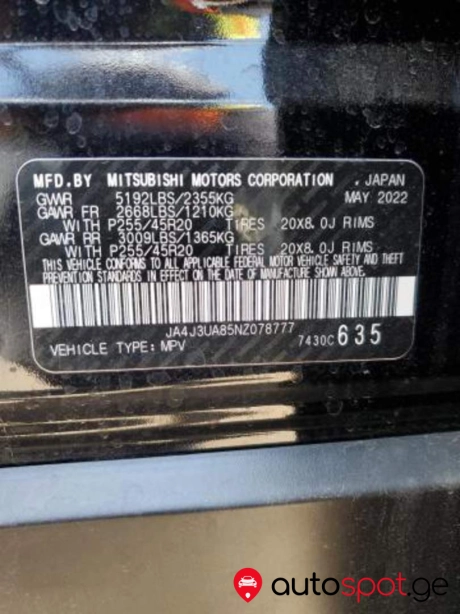 MFD.BY MITSUBISHI MOTORS CORPORATION . JAPAN
GVWR 5192LBS/2355KG MAY 2022
GAWR FR 2668LBS/1210KG
WITH P255/45R20 TIRES 20X8.0J RIMS
GAWR RR 3009LBS/1365KG
WITH P255/45R20 TIRES 20X8.0J RIMS
THIS VEHICLE CONFORMS TO ALL APPLICABLE FEDERAL MOTOR VEHICLE SAFETY AND THEFT
PREVENTION STANDARDS IN EFFECT ON THE DATE OF MANUFACTURE SHOWN ABOVE.
JA4J3UA85NZ078777
VEHICLE TYPE: MPV 7430C 635
autospot.ge